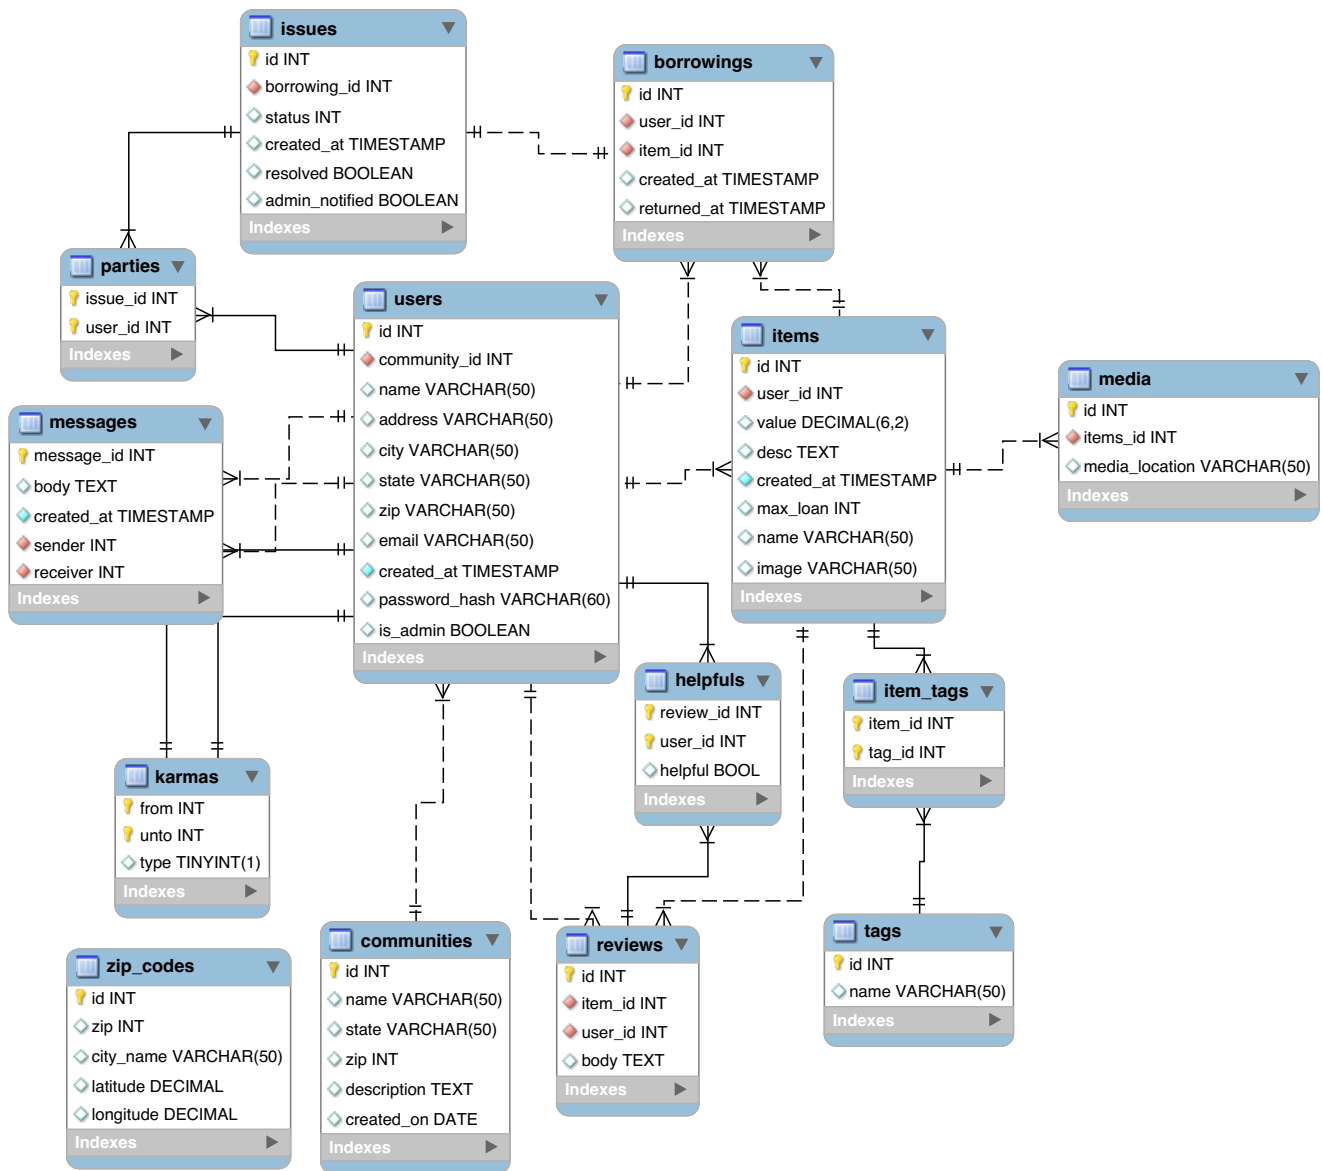 issues
id INT
borrowing_id INT
status INT
created_at TIMESTAMP
resolved BOOLEAN
admin_notified BOOLEAN
Indexes
borrowings
id INT
user_id INT
item_id INT
created_at TIMESTAMP
returned_at TIMESTAMP
Indexes
parties
issue_id INT
user_id INT
Indexes
users
id INT
community_id INT
name VARCHAR(50)
address VARCHAR(50)
city VARCHAR(50)
state VARCHAR(50)
zip VARCHAR(50)
email VARCHAR(50)
created_at TIMESTAMP
password_hash VARCHAR(60)
is_admin BOOLEAN
Indexes
items
id INT
user_id INT
value DECIMAL(6,2)
desc TEXT
created_at TIMESTAMP
max_loan INT
name VARCHAR(50)
image VARCHAR(50)
Indexes
media
id INT
items_id INT
media_location VARCHAR(50)
Indexes
messages
message_id INT
body TEXT
created_at TIMESTAMP
sender INT
receiver INT
Indexes
helpfuls
review_id INT
user_id INT
helpful BOOL
Indexes
item_tags
item_id INT
tag_id INT
Indexes
karmas
from INT
unto INT
type TINYINT(1)
Indexes
zip_codes
id INT
zip INT
city_name VARCHAR(50)
latitude DECIMAL
longitude DECIMAL
Indexes
communities
id INT
name VARCHAR(50)
state VARCHAR(50)
zip INT
description TEXT
created_on DATE
Indexes
reviews
id INT
item_id INT
user_id INT
body TEXT
Indexes
tags
id INT
name VARCHAR(50)
Indexes